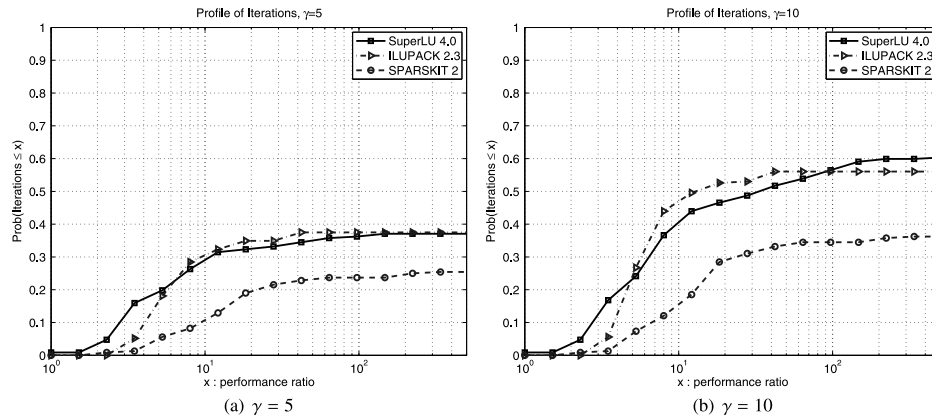 Profile of Iterations, γ=5
SuperLU 4.0
ILUPACK 2.3
SPARSKIT 2
Prob(Iterations ≤ x)
1
0.9
0.8
0.7
0.6
0.5
0.4
0.3
0.2
0.1
0
10^0
10^1
10^2
x : performance ratio
(a) γ = 5
Profile of Iterations, γ=10
SuperLU 4.0
ILUPACK 2.3
SPARSKIT 2
Prob(Iterations ≤ x)
1
0.9
0.8
0.7
0.6
0.5
0.4
0.3
0.2
0.1
0
10^0
10^1
10^2
x : performance ratio
(b) γ = 10